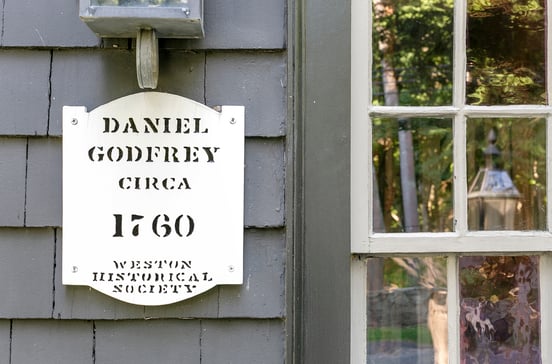 DANIEL
GODFREY
CIRCA
1760
WESTON
HISTORICAL
SOCIETY